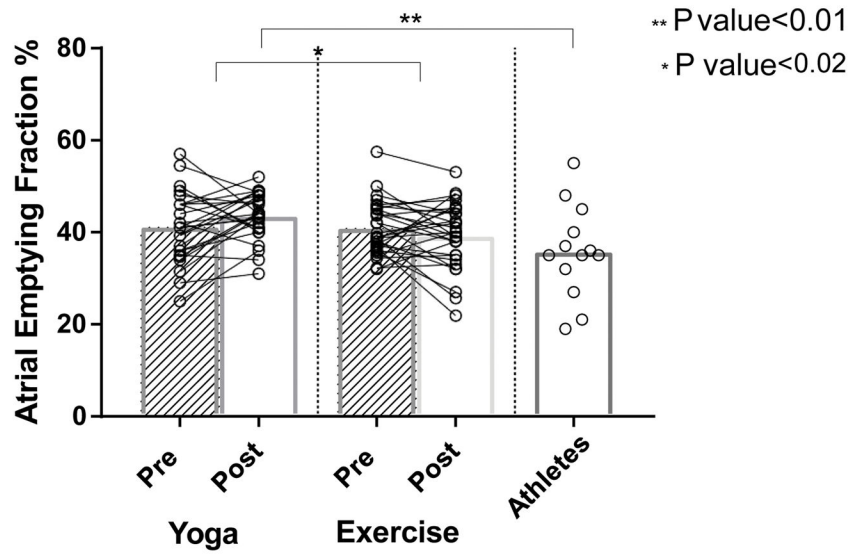 ** P value<0.01
* P value<0.02
**
*
Atrial Emptying Fraction %
80
60
40
20
0
Pre
Post
Pre
Post
Athletes
Yoga
Exercise